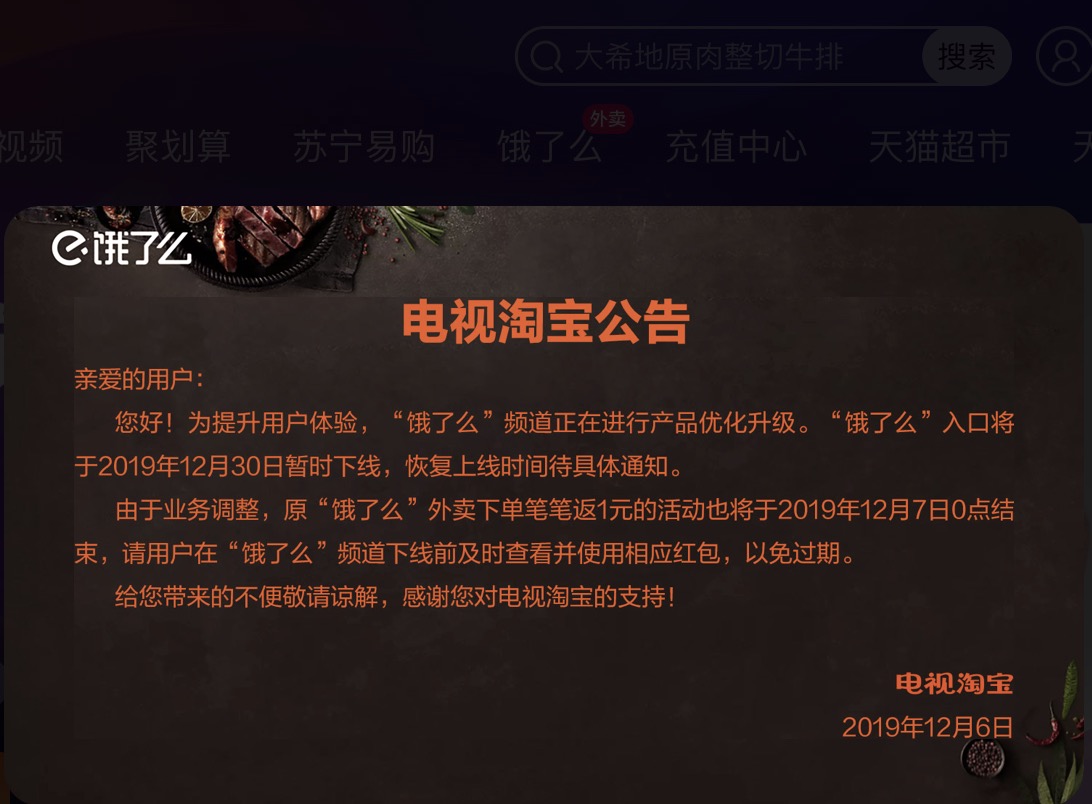 大希地原肉整切牛排 搜索
外卖
视频 聚划算 苏宁易购 饿了么 充值中心 天猫超市
饿了么
电视淘宝公告
亲爱的用户：
您好！为提升用户体验，“饿了么”频道正在进行产品优化升级。“饿了么”入口将
于2019年12月30日暂时下线，恢复上线时间待具体通知。
由于业务调整，原“饿了么”外卖下单笔笔返1元的活动也将于2019年12月7日0点结
束，请用户在“饿了么”频道下线前及时查看并使用相应红包，以免过期。
给您带来的不便敬请谅解，感谢您对电视淘宝的支持！
电视淘宝
2019年12月6日